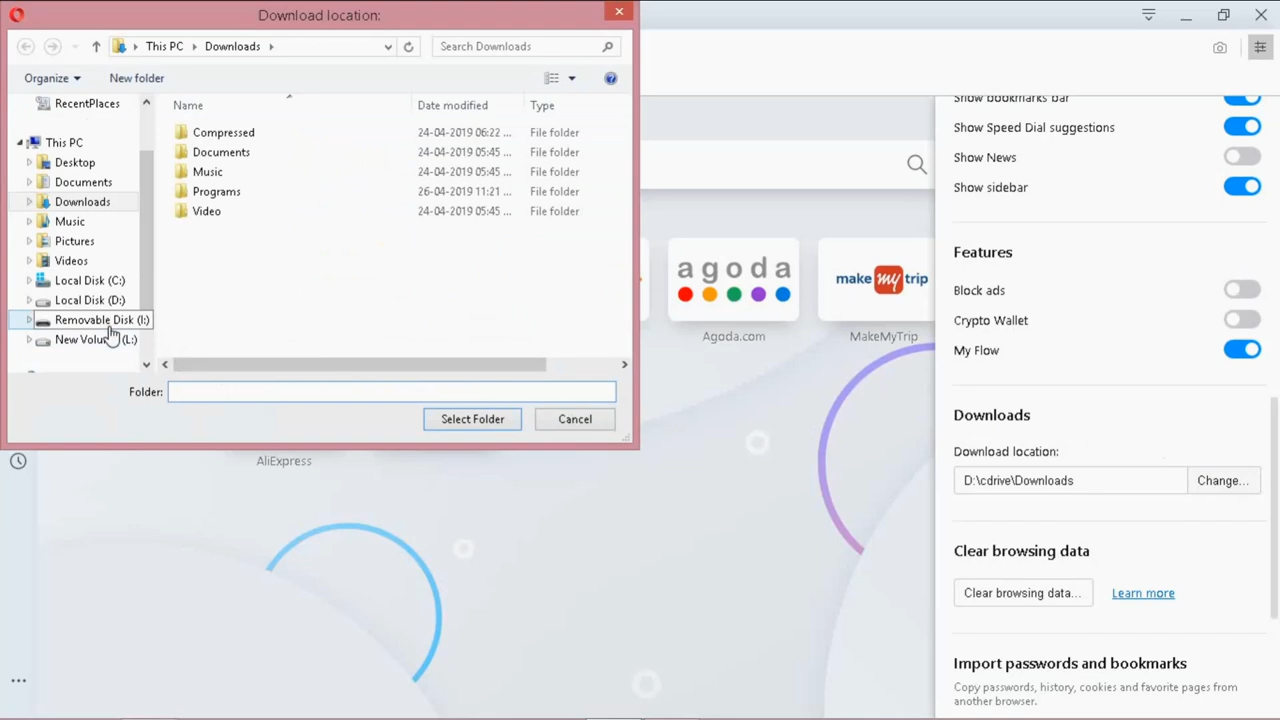 Download location:
This PC
Downloads
Search Downloads
Organize
New folder
RecentPlaces
This PC
Desktop
Documents
Downloads
Music
Pictures
Videos
Local Disk (C:)
Local Disk (D:)
Removable Disk (I:)
(L:)
Name
Date modified
Type
Compressed
24-04-2019 06:22 ...
File folder
Documents
24-04-2019 05:45 ...
File folder
Music
24-04-2019 05:45 ...
File folder
Programs
26-04-2019 11:21 ...
File folder
Video
24-04-2019 05:45 ...
File folder
Folder:
Select Folder
Cancel
agoda
Agoda.com
make my trip
MakeMyTrip
AliExpress
Show bookmarks bar
Show Speed Dial suggestions
Show News
Show sidebar
Features
Block ads
Crypto Wallet
My Flow
Downloads
Download location:
D:\cdrive\Downloads
Change...
Clear browsing data
Clear browsing data...
Learn more
Import passwords and bookmarks
Copy passwords, history, cookies and favorite pages from
another browser.